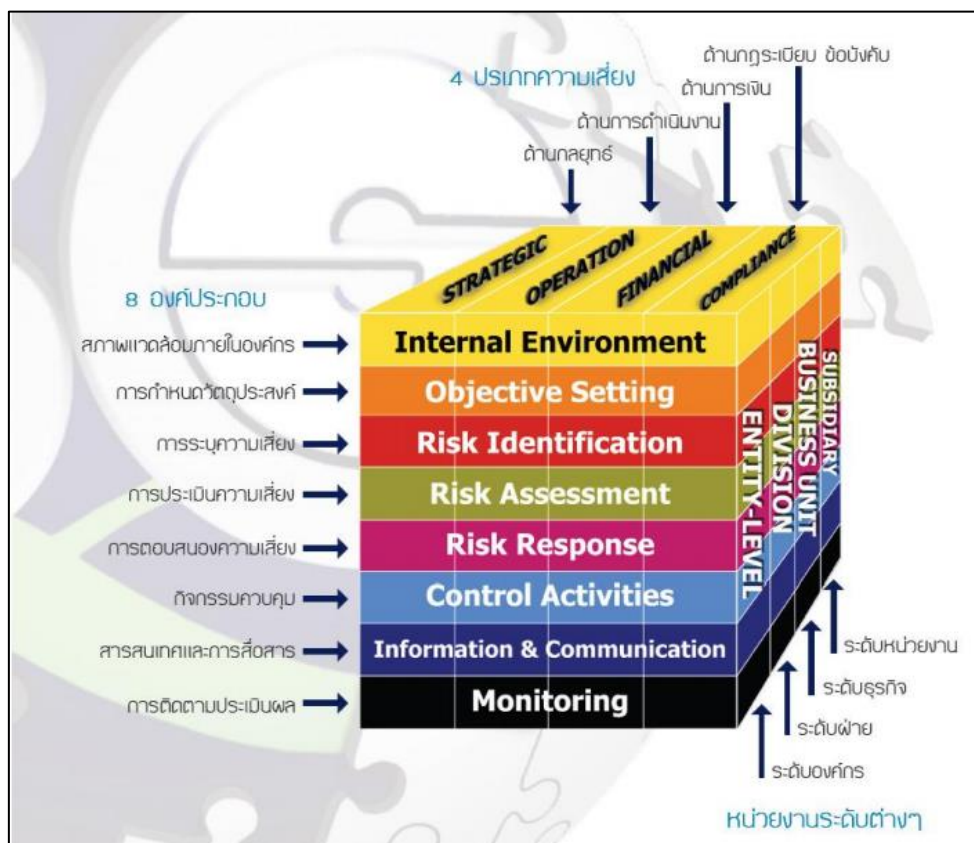 ด้านกฎระเบียบ ข้อบังคับ
4 ประเภทความเสี่ยง
ด้านการเงิน
ด้านการดำเนินงาน
ด้านกลยุทธ์
STRATEGIC
OPERATION
FINANCIAL
COMPLIANCE
8 องค์ประกอบ
สภาพแวดล้อมภายในองค์กร
Internal Environment
การกำหนดวัตถุประสงค์
Objective Setting
การระบุความเสี่ยง
Risk Identification
การประเมินความเสี่ยง
Risk Assessment
การตอบสนองความเสี่ยง
Risk Response
กิจกรรมควบคุม
Control Activities
สารสนเทศและการสื่อสาร
Information & Communication
การติดตามประเมินผล
Monitoring
ENTITY-LEVEL
DIVISION
BUSINESS UNIT
SUBSIDIARY
ระดับหน่วยงาน
ระดับธุรกิจ
ระดับฝ่าย
ระดับองค์กร
หน่วยงานระดับต่างๆ